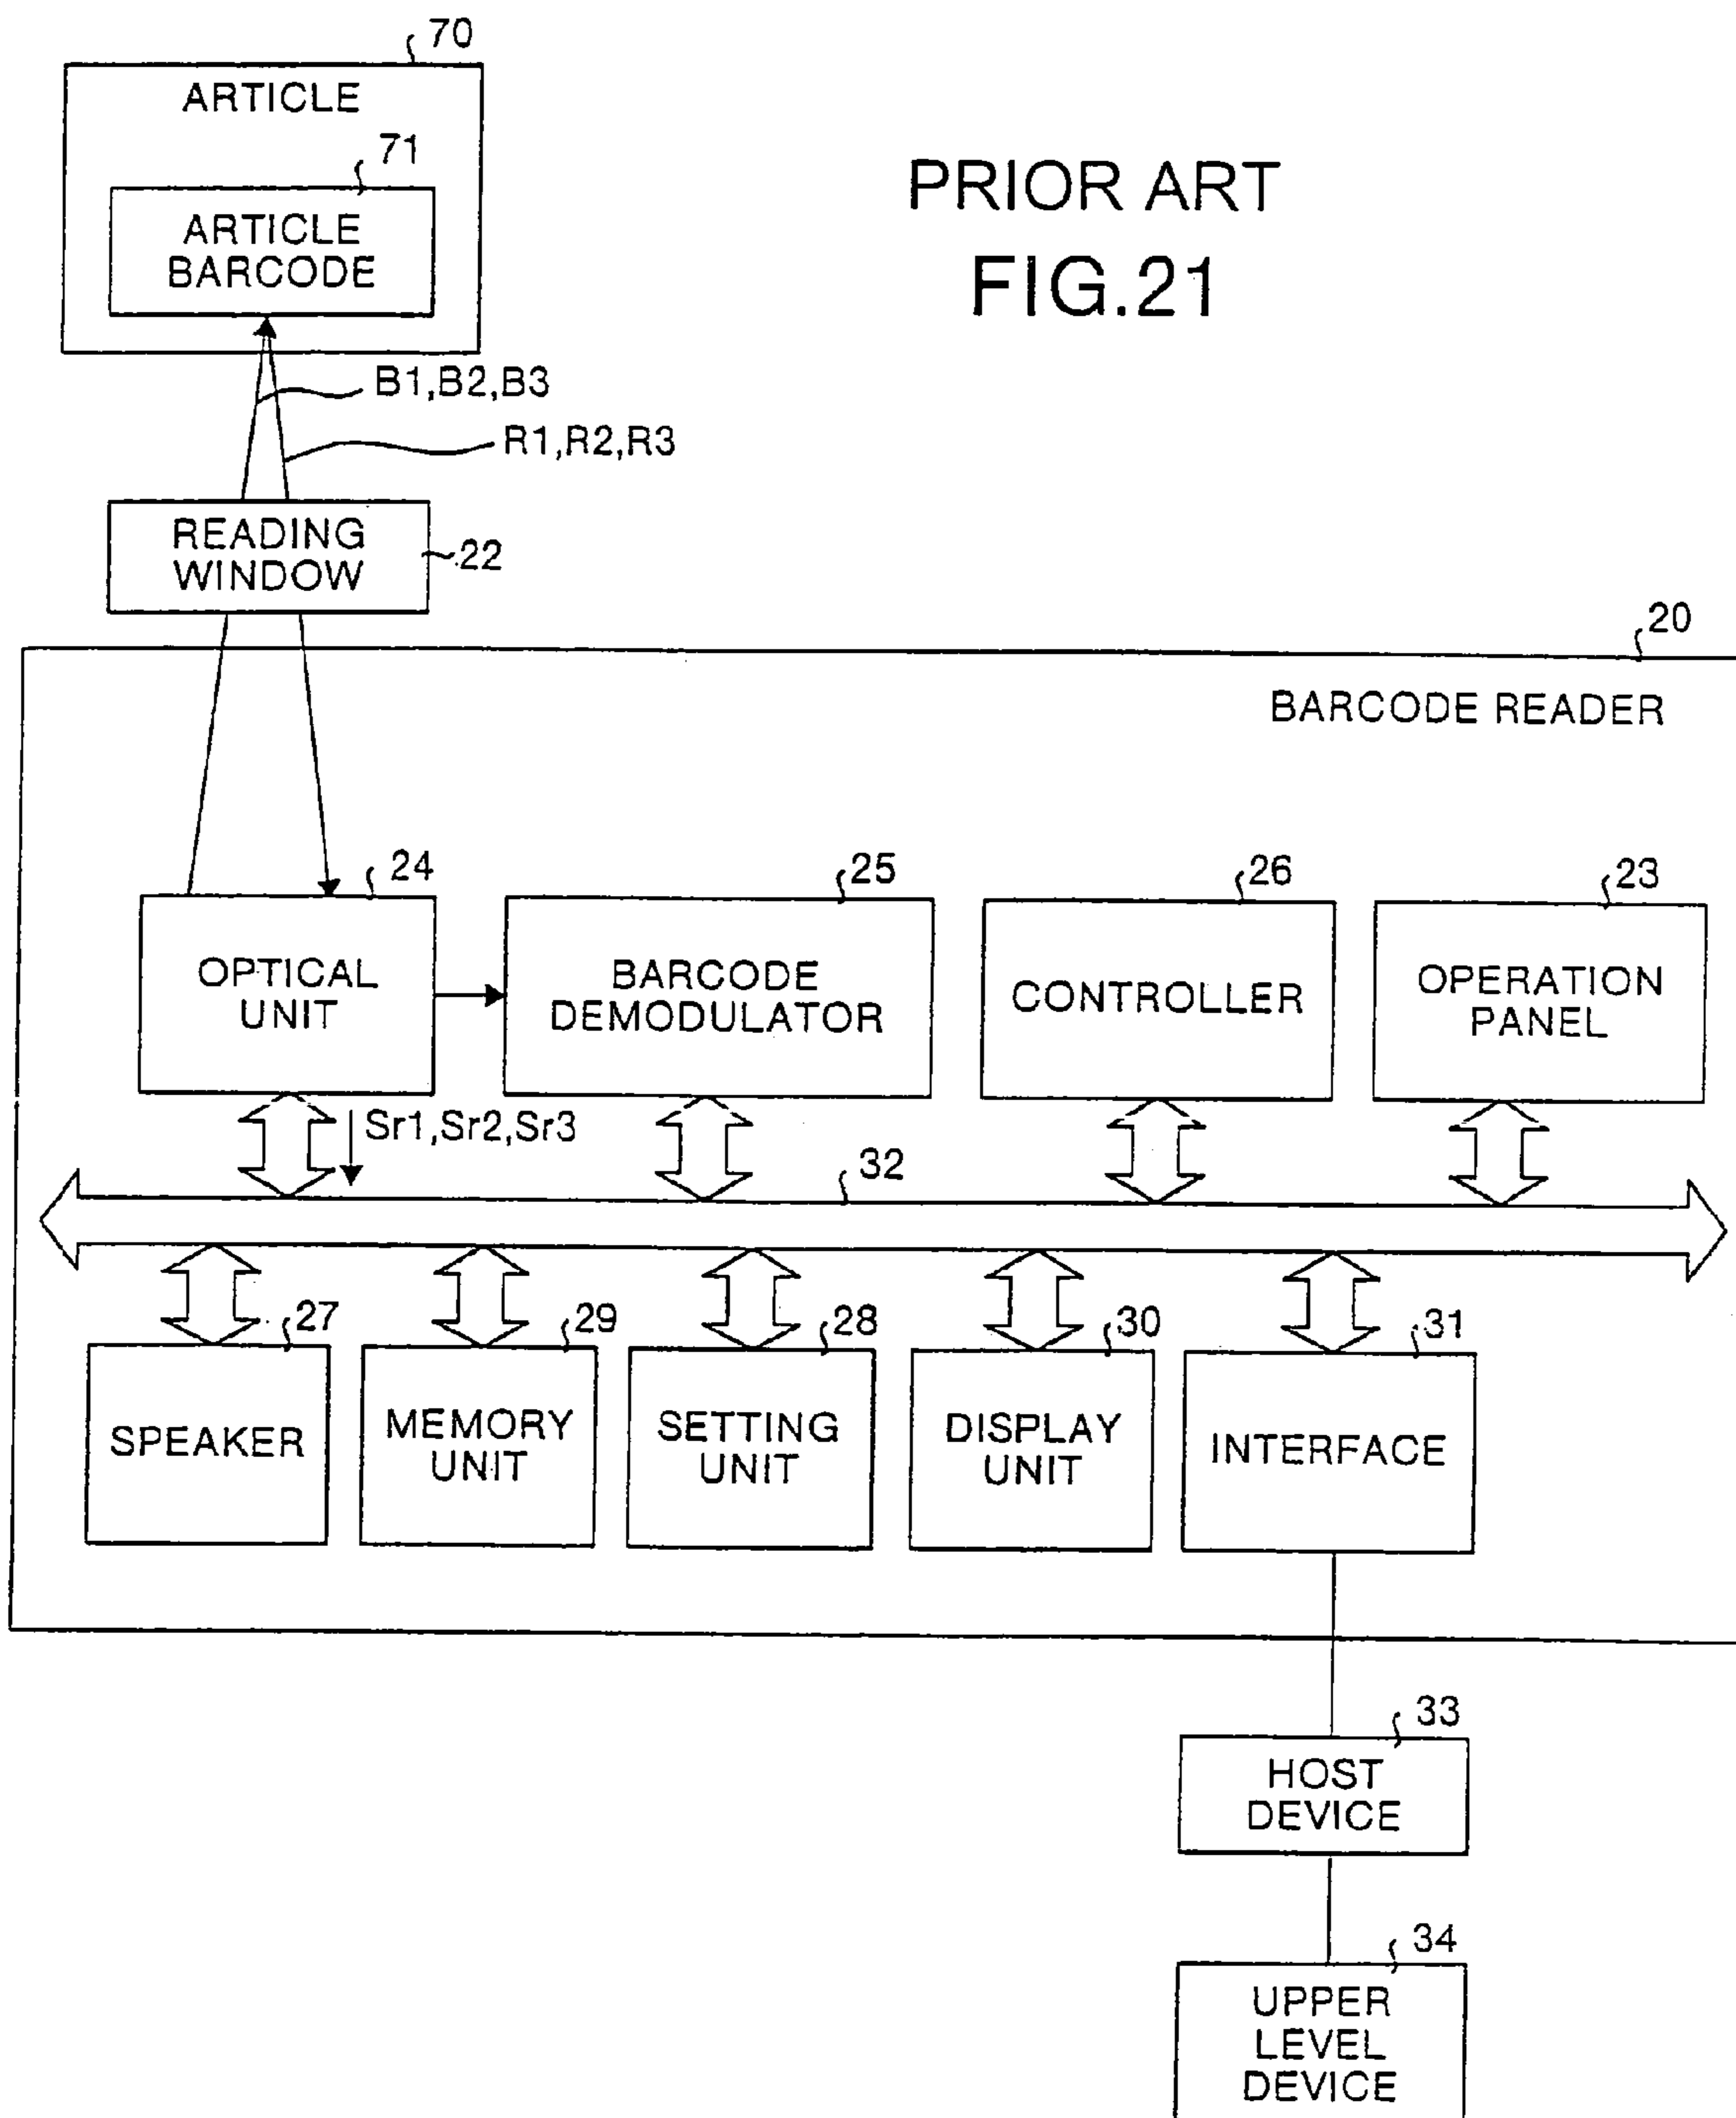 70
ARTICLE
71
ARTICLE
BARCODE
PRIOR ART
FIG.21
B1,B2,B3
R1,R2,R3
READING
WINDOW
22
20
BARCODE READER
24
25
26
23
OPTICAL
UNIT
BARCODE
DEMODULATOR
CONTROLLER
OPERATION
PANEL
Sr1,Sr2,Sr3
32
27
29
28
30
31
SPEAKER
MEMORY
UNIT
SETTING
UNIT
DISPLAY
UNIT
INTERFACE
33
HOST
DEVICE
34
UPPER
LEVEL
DEVICE